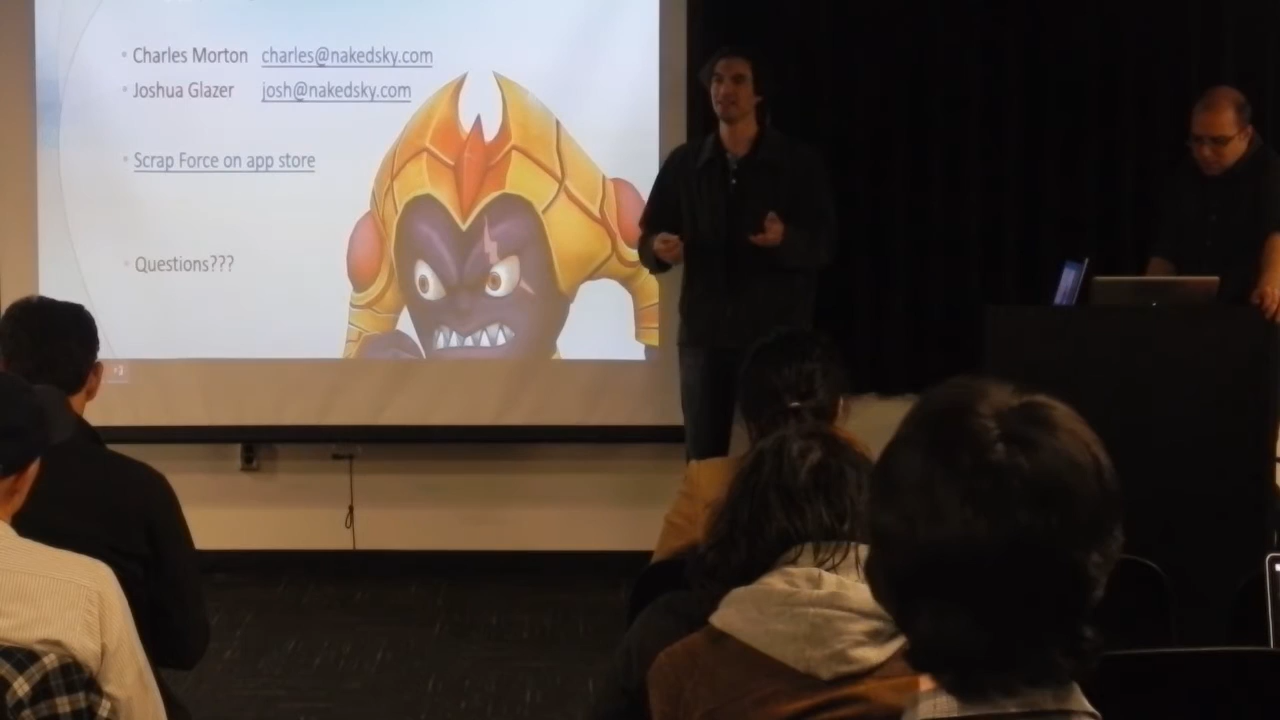 • Charles Morton charles@nakedsky.com
• Joshua Glazer josh@nakedsky.com
• Scrap Force on app store
• Questions???